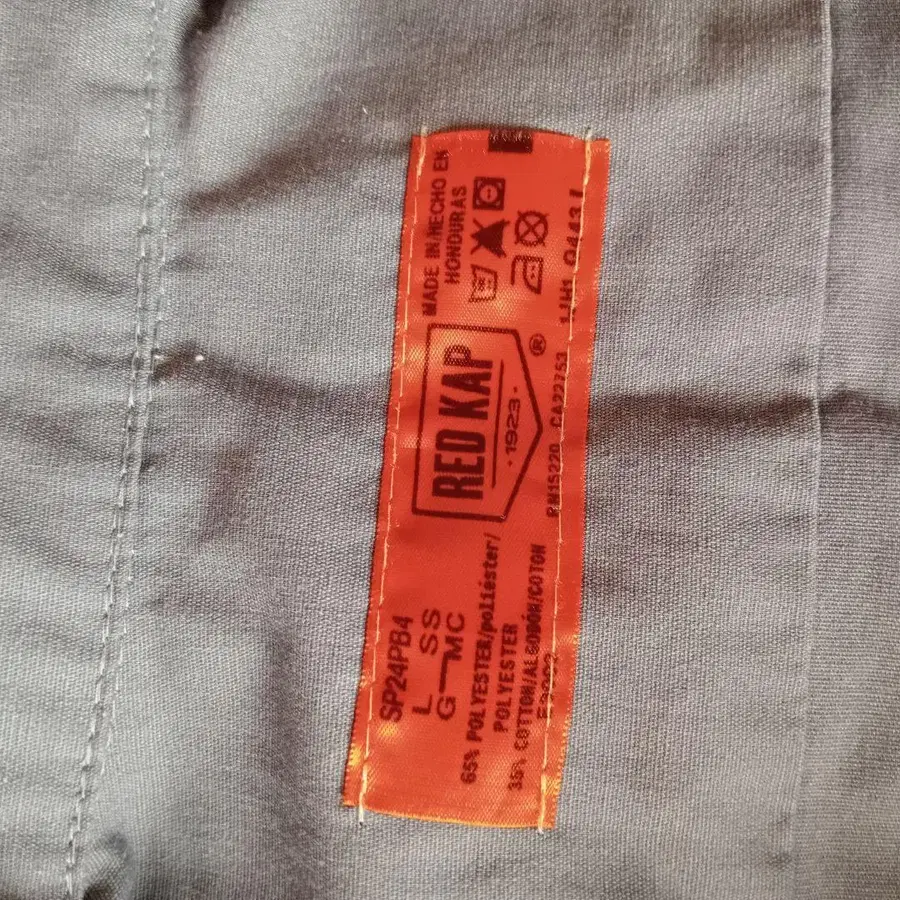 SP24PB4
L SS
G MC
65% POLYESTER/poliéster/
POLYESTER
35% COTTON/ALGODÓN/COTON
RED KAP
·1923·
®
RN15220 CA22753
MADE IN/HECHO EN
HONDURAS